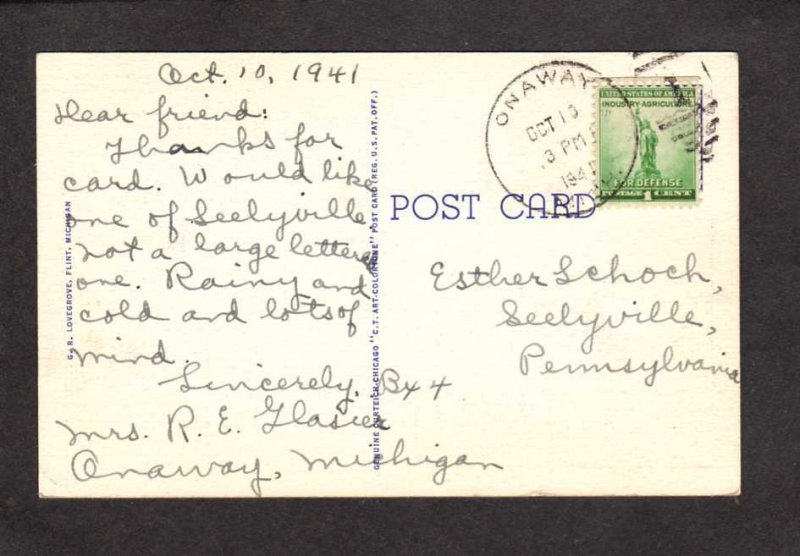 Oct. 10, 1941
Dear friend:
Thanks for
card. Would like
one of Seelyville,
not a large letter
one. Rainy and
cold and lots of
mind.
Sincerely, Bx 4
Mrs. R. E. Glasier
Onaway, Michigan
G. R. LOVEGROVE, FLINT, MICHIGAN
GENUINE CURTEICH-CHICAGO "C.T. ART-COLORTONE" POST CARD (REG. U.S. PAT. OFF.)
POST CARD
ONAWAY
OCT 10
3 PM
194
UNITED STATES OF AMERICA
INDUSTRY-AGRICULTURE
FOR DEFENSE
POSTAGE 1 CENT
Esther Schoch,
Seelyville,
Pennsylvania